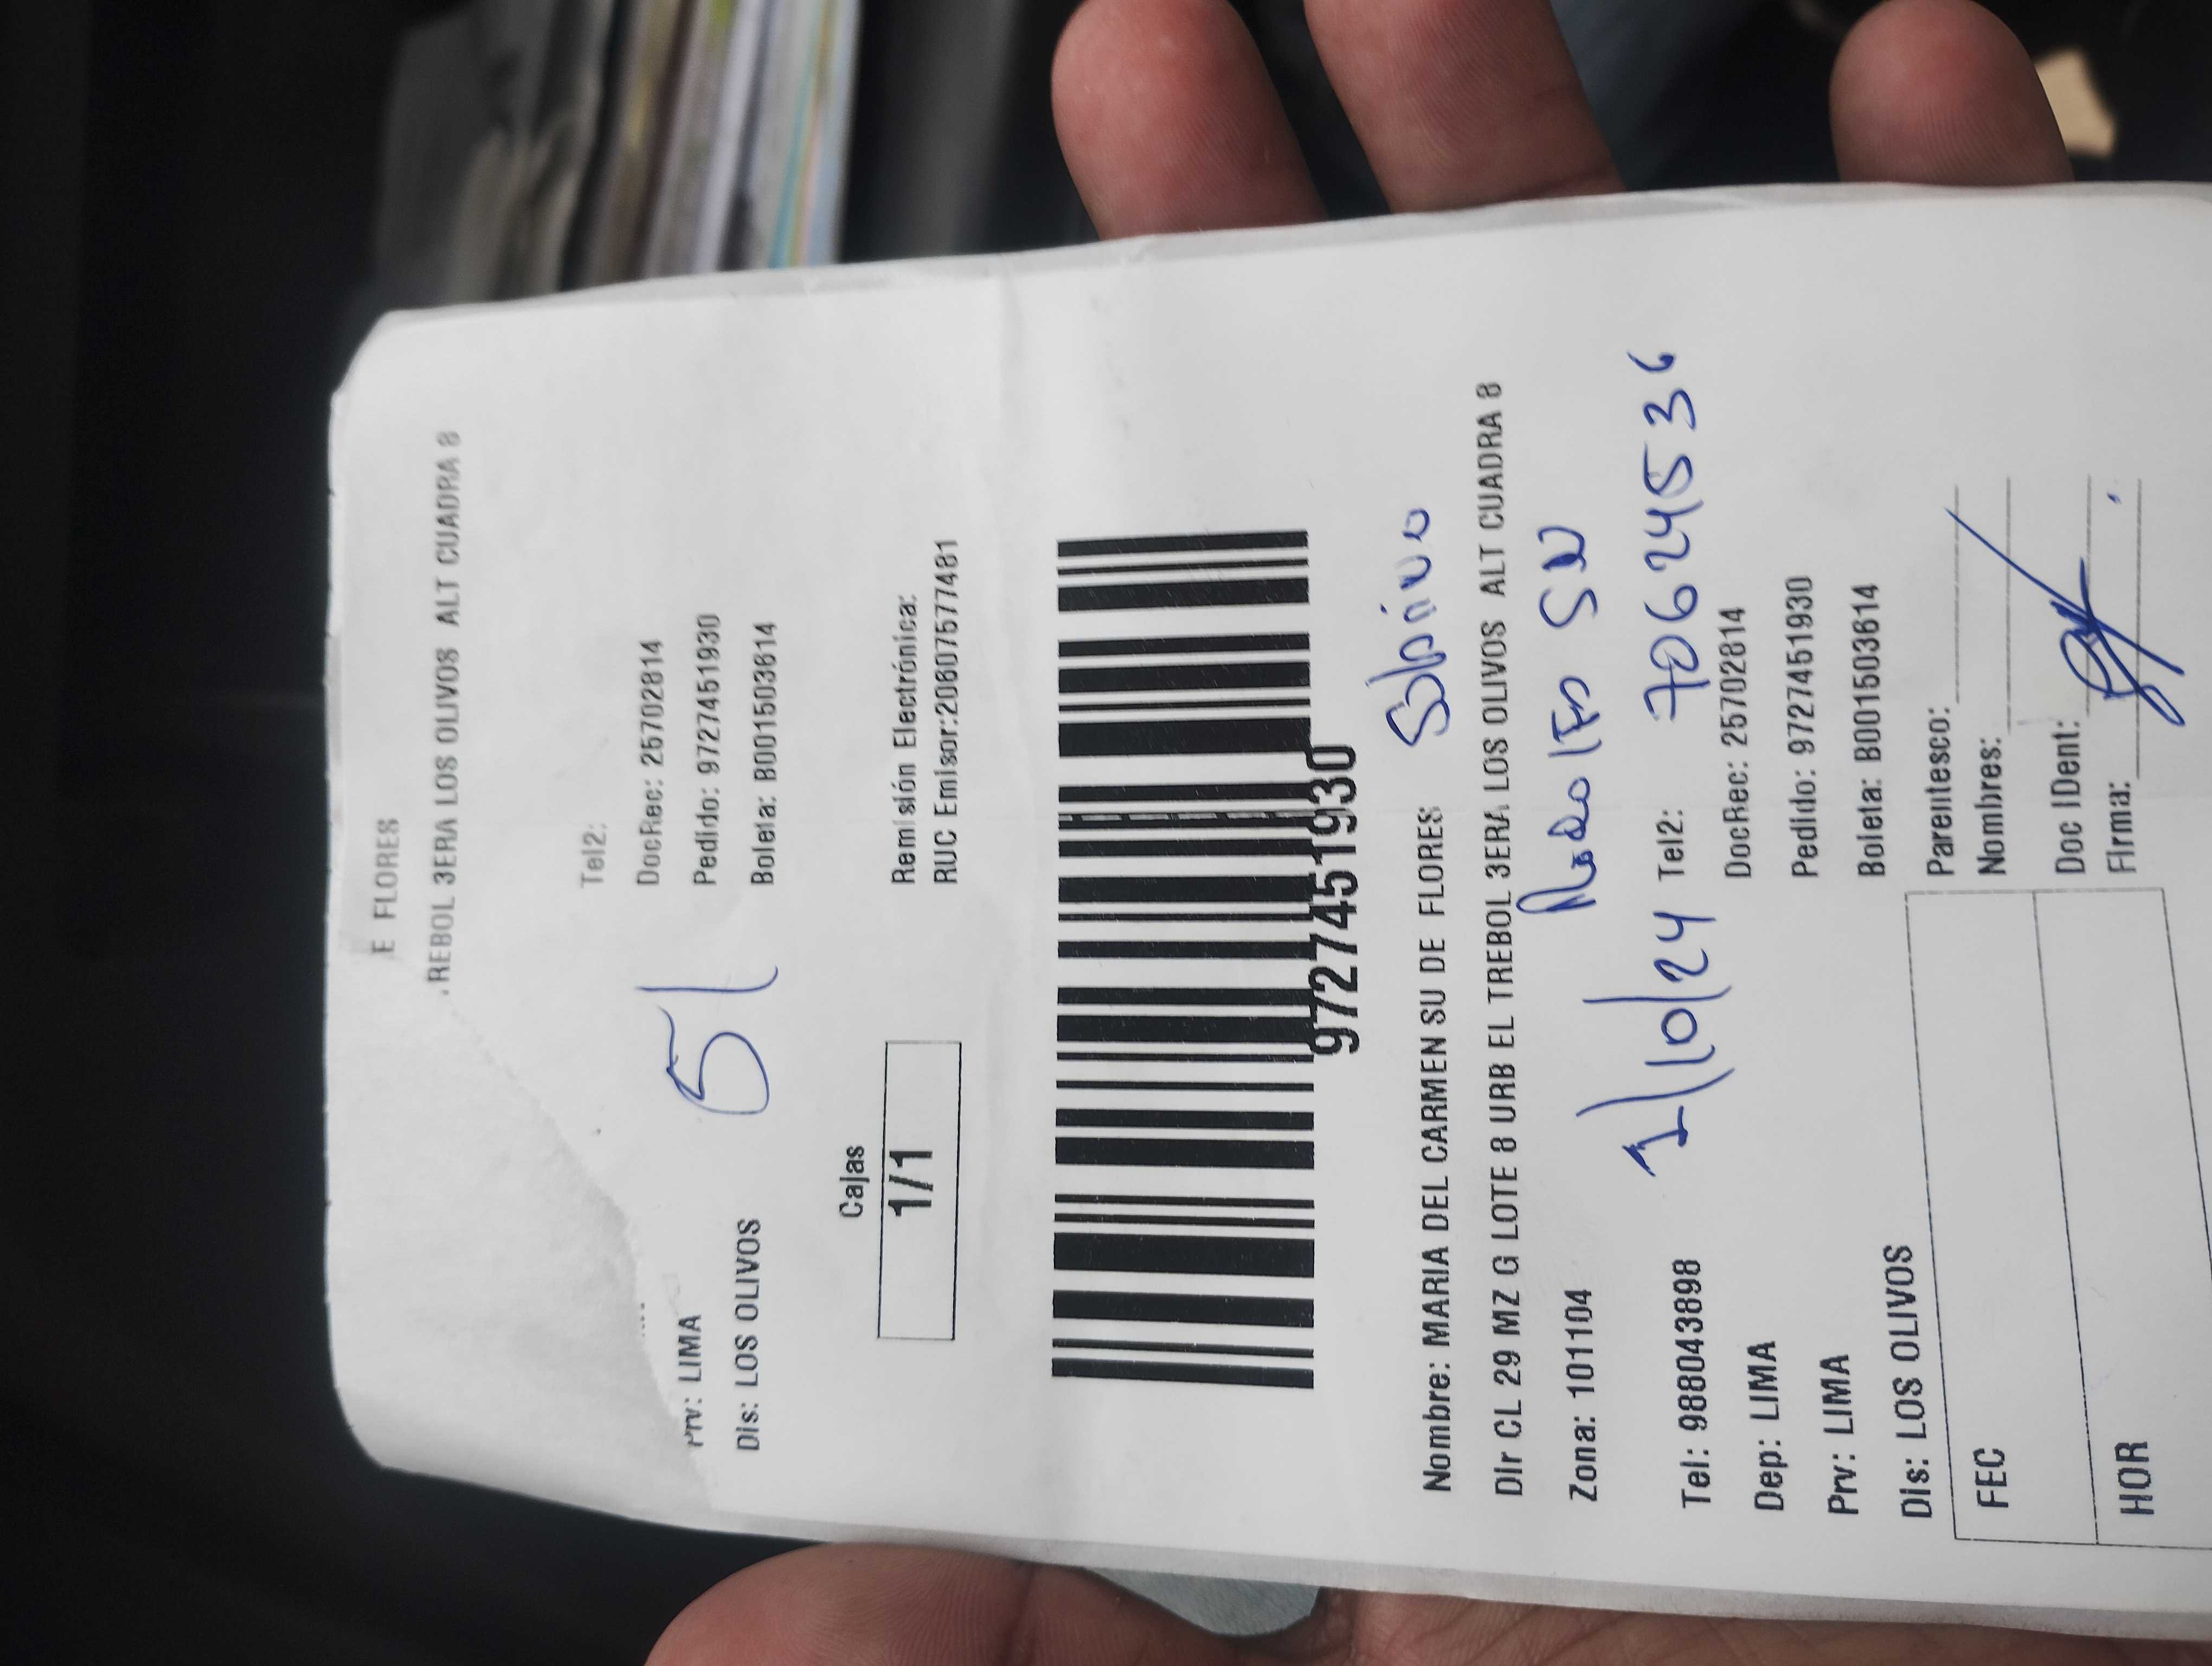 E FLORES
REBOL 3ERA LOS OLIVOS ALT CUADRA 8
Tel2:
DocRec: 25702814
Prv: LIMA
Pedido: 9727451930
51
Dis: LOS OLIVOS
Boleta: B001503614
Cajas
1/1
Remisión Electrónica:
RUC Emisor:20607577481
9727451930
Sobrino
Nombre: MARIA DEL CARMEN SU DE FLORES
Dir CL 29 MZ G LOTE 8 URB EL TREBOL 3ERA LOS OLIVOS ALT CUADRA 8
SU
Zona: 101104
1/10/24
70624536
Tel: 988043898 Tel2:
Dep: LIMA DocRec: 25702814
Prv: LIMA Pedido: 9727451930
Dis: LOS OLIVOS Boleta: B001503614
FEC
Parentesco:
Nombres:
HOR
Doc IDent:
Firma: